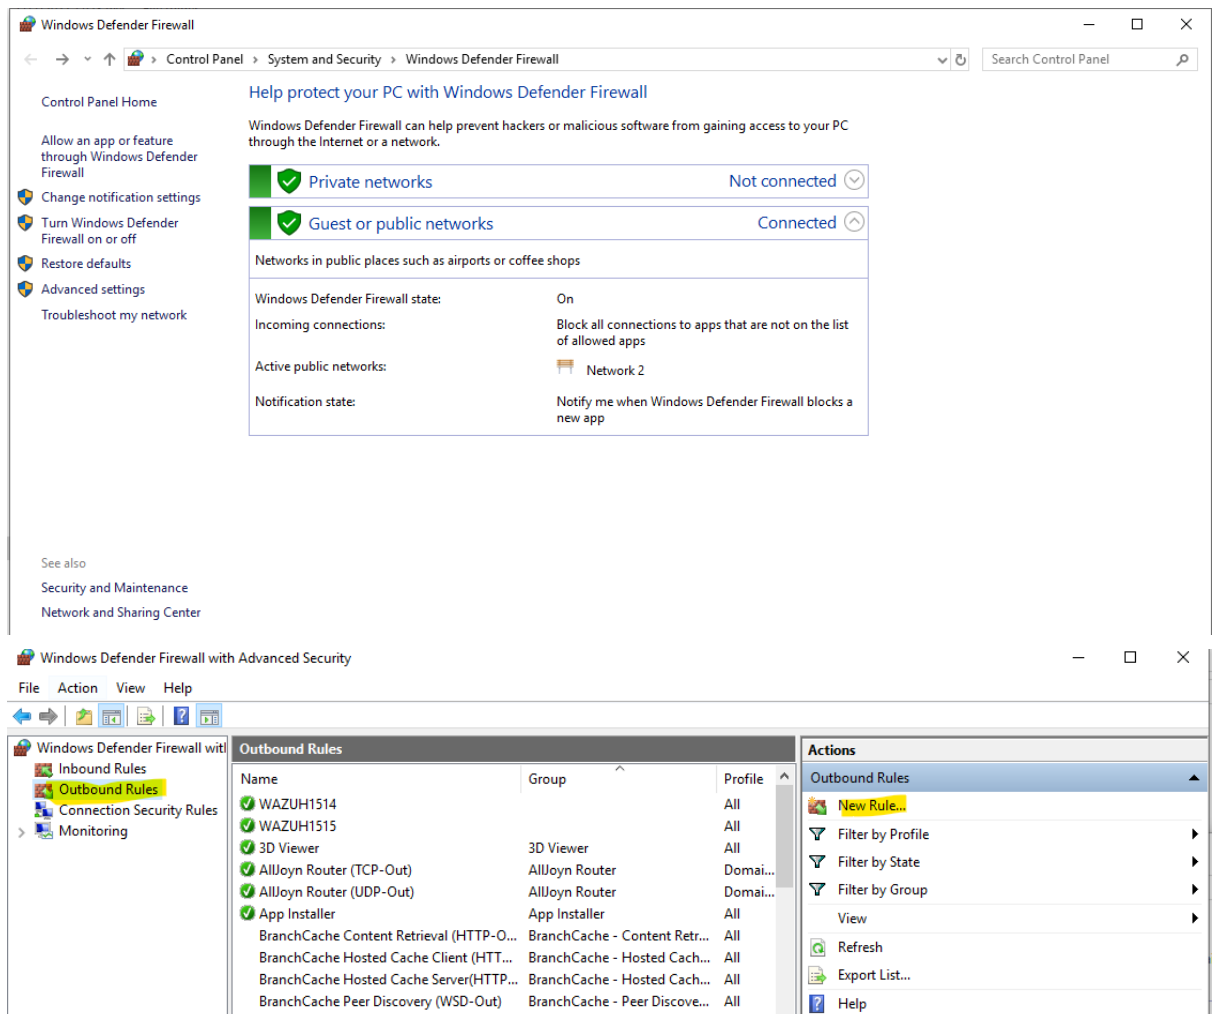 Windows Defender Firewall
Control Panel > System and Security > Windows Defender Firewall
Search Control Panel
Control Panel Home
Allow an app or feature
through Windows Defender
Firewall
Change notification settings
Turn Windows Defender
Firewall on or off
Restore defaults
Advanced settings
Troubleshoot my network
See also
Security and Maintenance
Network and Sharing Center
Help protect your PC with Windows Defender Firewall
Windows Defender Firewall can help prevent hackers or malicious software from gaining access to your PC
through the Internet or a network.
Private networks Not connected
Guest or public networks Connected
Networks in public places such as airports or coffee shops
Windows Defender Firewall state: On
Incoming connections: Block all connections to apps that are not on the list
of allowed apps
Active public networks: Network 2
Notification state: Notify me when Windows Defender Firewall blocks a
new app
Windows Defender Firewall with Advanced Security
File Action View Help
Windows Defender Firewall witl
Inbound Rules
Outbound Rules
Connection Security Rules
Monitoring
Outbound Rules
Name Group Profile
WAZUH1514 All
WAZUH1515 All
3D Viewer 3D Viewer All
AllJoyn Router (TCP-Out) AllJoyn Router Domai...
AllJoyn Router (UDP-Out) AllJoyn Router Domai...
App Installer App Installer All
BranchCache Content Retrieval (HTTP-O... BranchCache - Content Retr... All
BranchCache Hosted Cache Client (HTT... BranchCache - Hosted Cach... All
BranchCache Hosted Cache Server(HTTP... BranchCache - Hosted Cach... All
BranchCache Peer Discovery (WSD-Out) BranchCache - Peer Discove... All
Actions
Outbound Rules
New Rule...
Filter by Profile
Filter by State
Filter by Group
View
Refresh
Export List...
Help